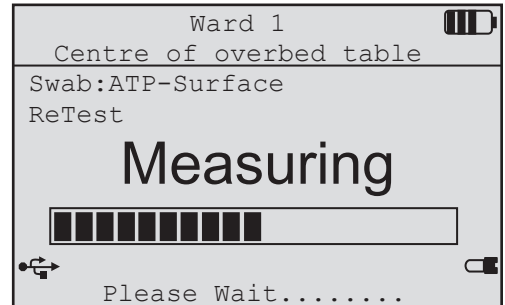 Ward 1
Centre of overbed table
Swab:ATP-Surface
ReTest
Measuring
Please Wait........